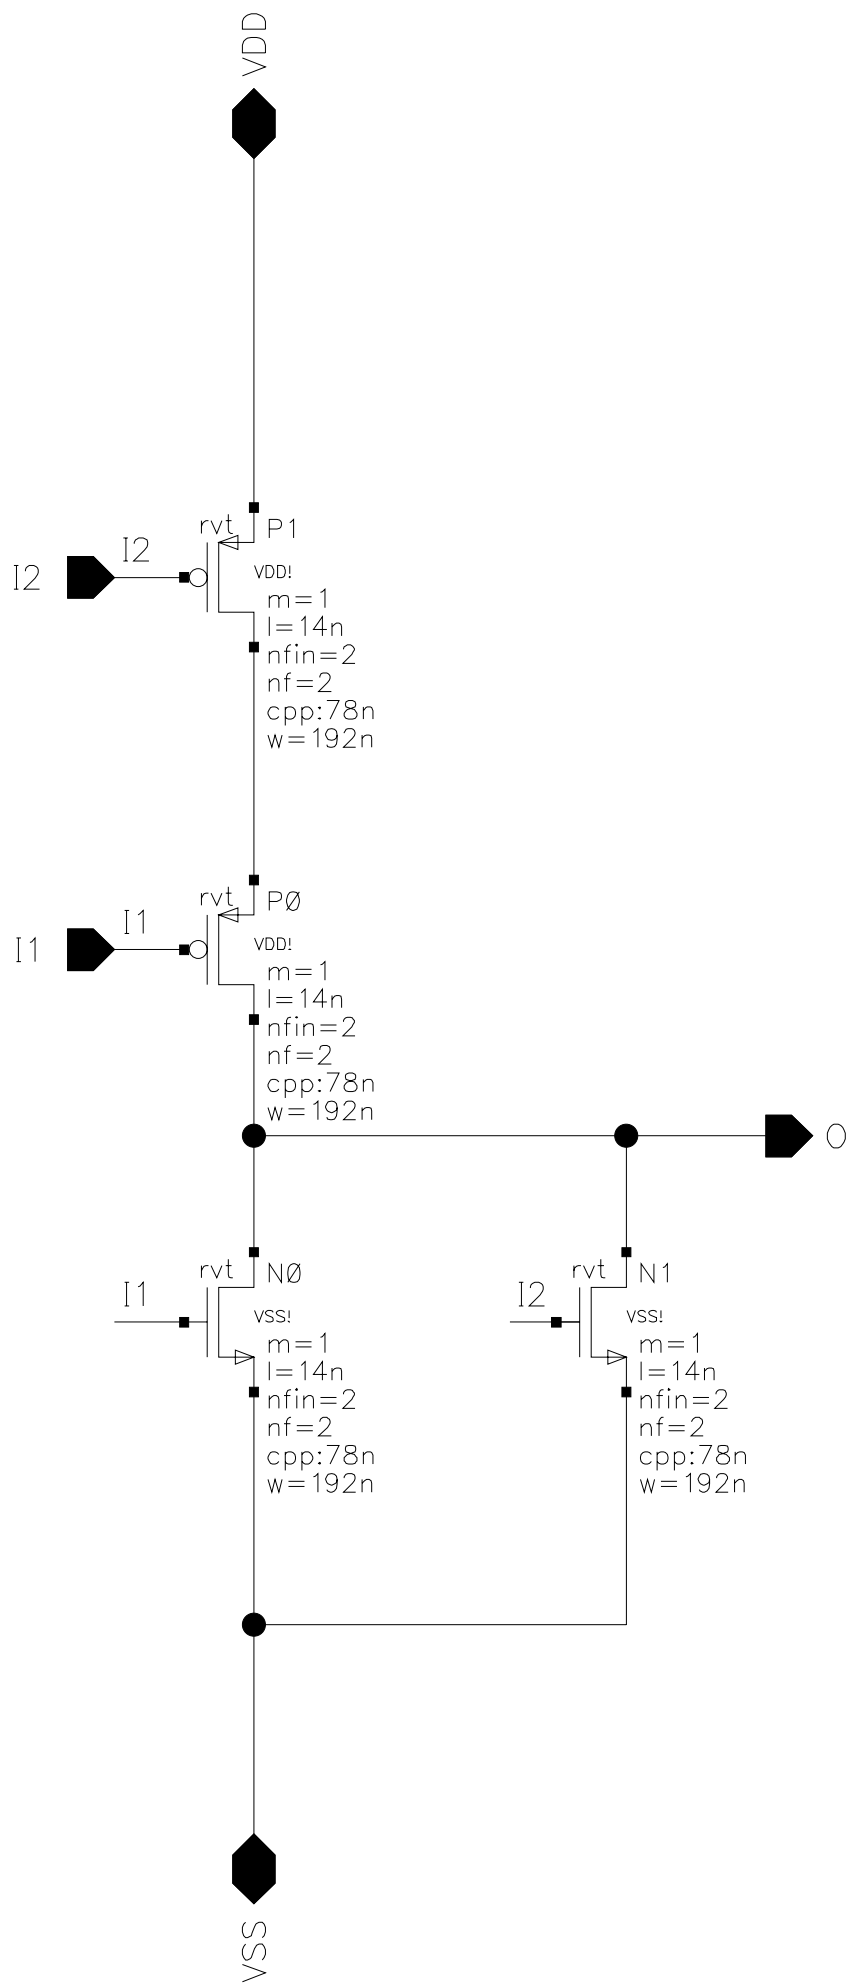 VDD
rvt P1
I2 I2
VDD!
m=1
l=14n
nfin=2
nf=2
cpp:78n
w=192n
rvt PØ
I1 I1
VDD!
m=1
l=14n
nfin=2
nf=2
cpp:78n
w=192n
O
rvt NØ
I1
VSS!
m=1
l=14n
nfin=2
nf=2
cpp:78n
w=192n
rvt N1
I2
VSS!
m=1
l=14n
nfin=2
nf=2
cpp:78n
w=192n
VSS